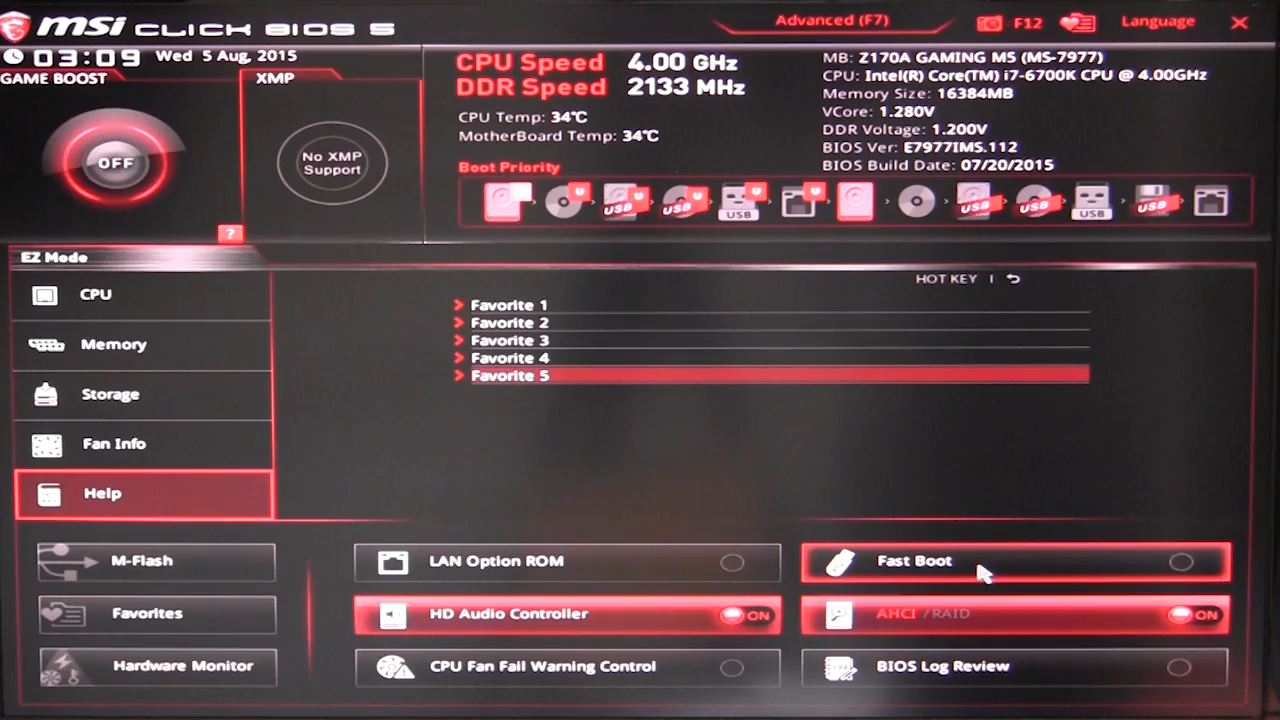 msi CLICK BIOS 5
Advanced (F7)
F12
Language
03:09 Wed 5 Aug, 2015
GAME BOOST
XMP
OFF
No XMP
Support
?
CPU Speed 4.00 GHz
DDR Speed 2133 MHz
CPU Temp: 34℃
MotherBoard Temp: 34℃
MB: Z170A GAMING M5 (MS-7977)
CPU: Intel(R) Core(TM) i7-6700K CPU @ 4.00GHz
Memory Size: 16384MB
VCore: 1.280V
DDR Voltage: 1.200V
BIOS Ver: E7977IMS.112
BIOS Build Date: 07/20/2015
Boot Priority
U USB U USB U USB U U USB USB USB USB
EZ Mode
HOT KEY |
CPU
Memory
Storage
Fan Info
Help
Favorite 1
Favorite 2
Favorite 3
Favorite 4
Favorite 5
M-Flash
Favorites
Hardware Monitor
LAN Option ROM
HD Audio Controller ON
CPU Fan Fail Warning Control
Fast Boot
AHCI /RAID ON
BIOS Log Review